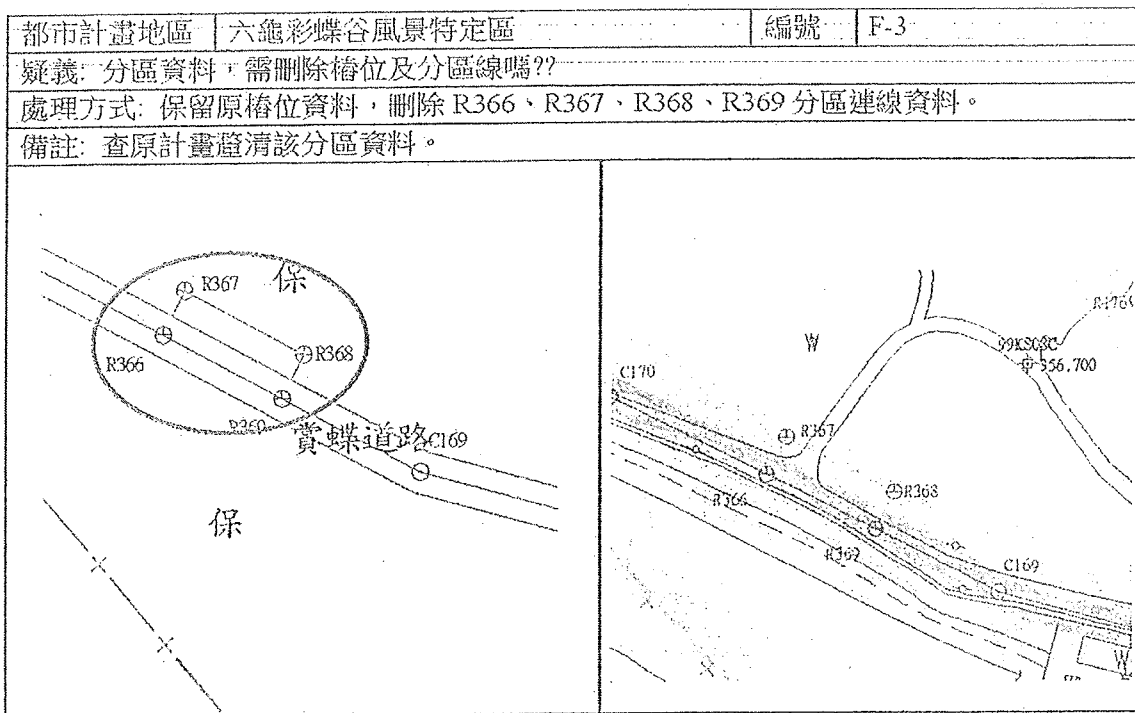 都市計畫地區 六龜彩蝶谷風景特定區 編號 F-3
疑義: 分區資料，需刪除樁位及分區線嗎??
處理方式: 保留原樁位資料，刪除 R366、R367、R368、R369 分區連線資料。
備註: 查原計畫澄清該分區資料。
R367
保
R368
R366
R369
賞蝶道路
C169
保
R176
W
99KS08C
356.700
C170
R367
R366
R368
R369
C169
W